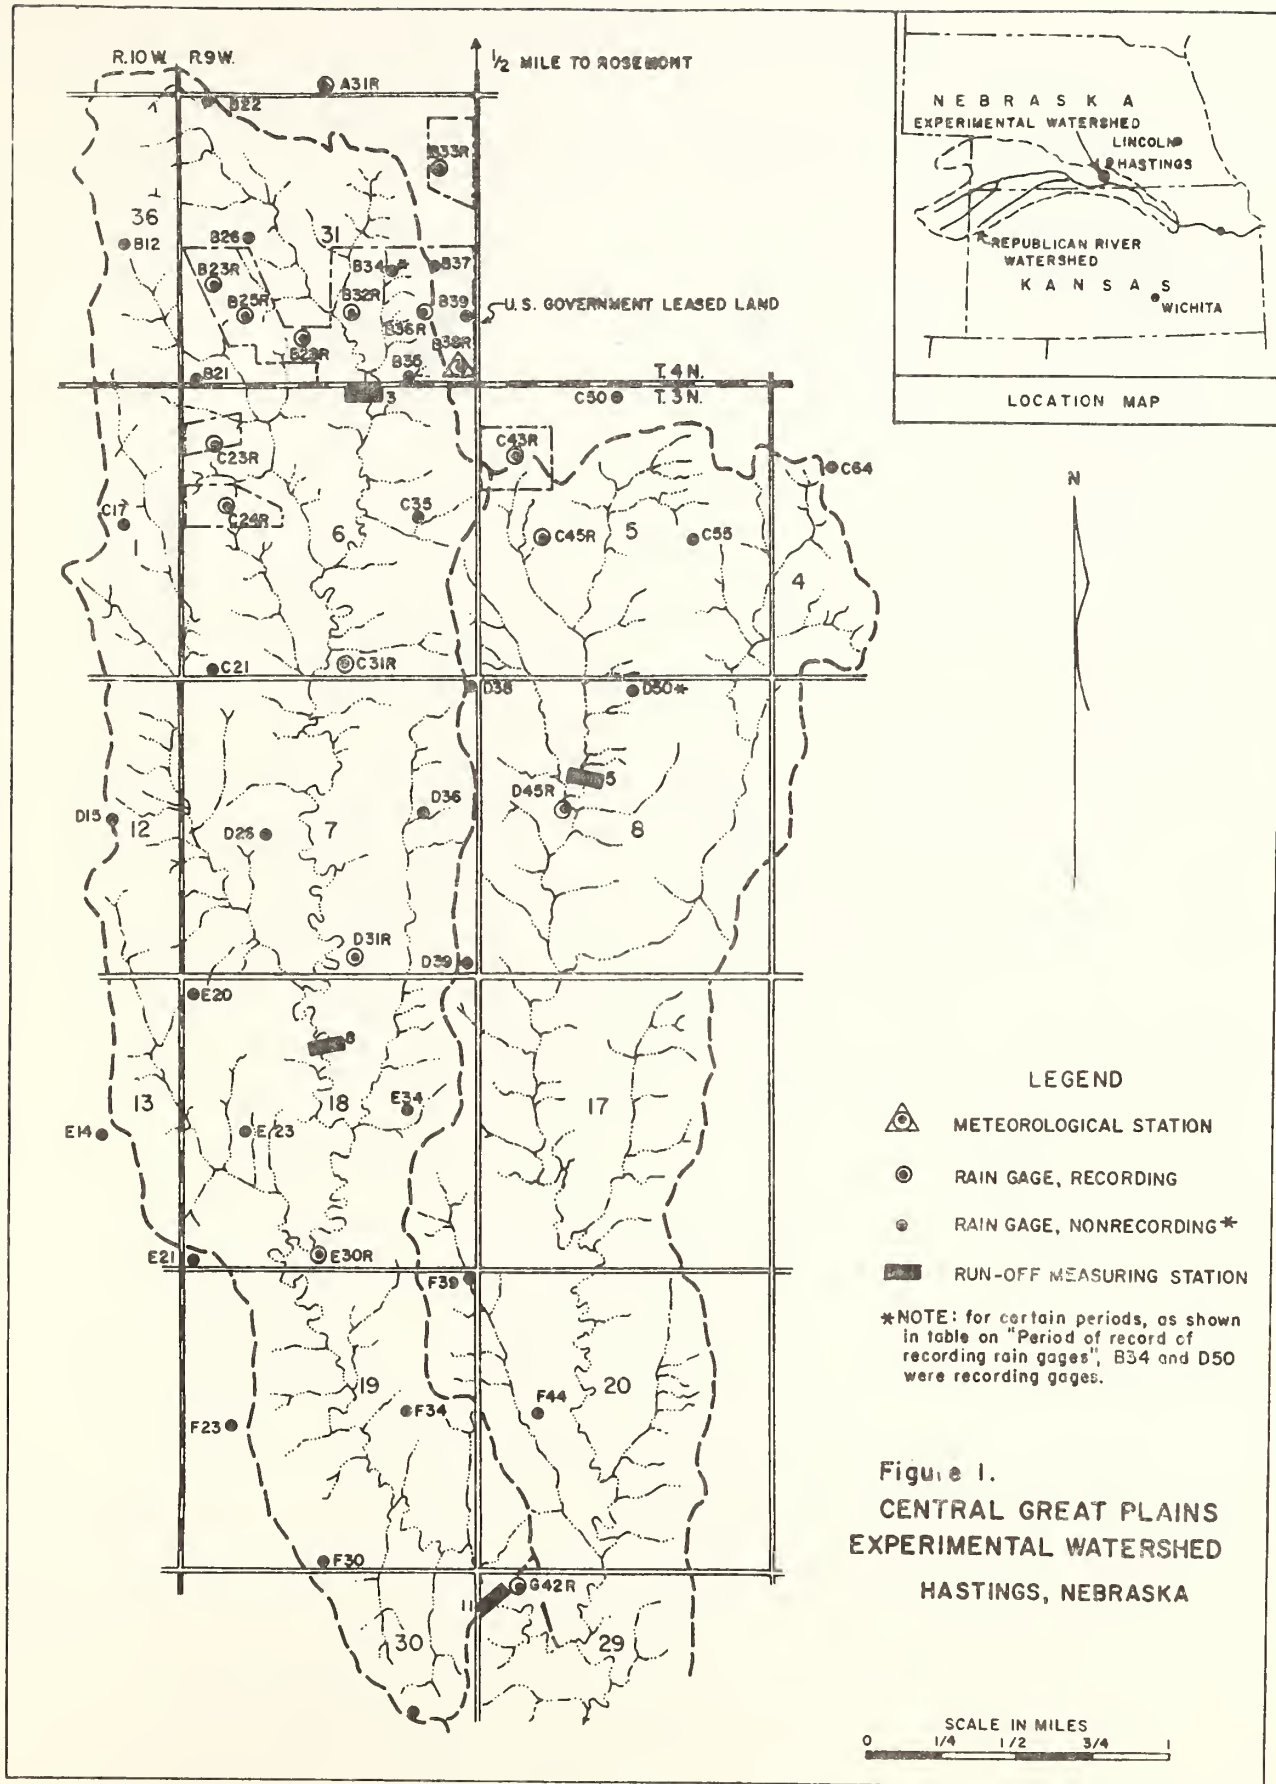 R.10 W. R.9 W.
1/2 MILE TO ROSEMONT
A31R
B22
B33R
36
31
B12
B26
B34*
B37
B23R
B25R
B32R
B36R
B39
U.S. GOVERNMENT LEASED LAND
B38R
B21
B35
T. 4 N.
T. 3 N.
3
C50
C43R
C23R
C64
C17
C24R
C35
1
6
C45R
5
C55
4
C21
C31R
D38
D50*
5
D45R
D15
12
D26
7
D36
8
D31R
D39
E20
8
13
18
E34
17
E14
E23
E21
E30R
F39
19
20
F23
F34
F44
F30
G42R
11
30
29
NEBRASKA
EXPERIMENTAL WATERSHED
LINCOLN
HASTINGS
REPUBLICAN RIVER
WATERSHED
KANSAS
WICHITA
LOCATION MAP
N
LEGEND
METEOROLOGICAL STATION
RAIN GAGE, RECORDING
RAIN GAGE, NONRECORDING*
RUN-OFF MEASURING STATION
*NOTE: for certain periods, as shown
in table on "Period of record of
recording rain gages", B34 and D50
were recording gages.
Figure 1.
CENTRAL GREAT PLAINS
EXPERIMENTAL WATERSHED
HASTINGS, NEBRASKA
SCALE IN MILES
0 1/4 1/2 3/4 1